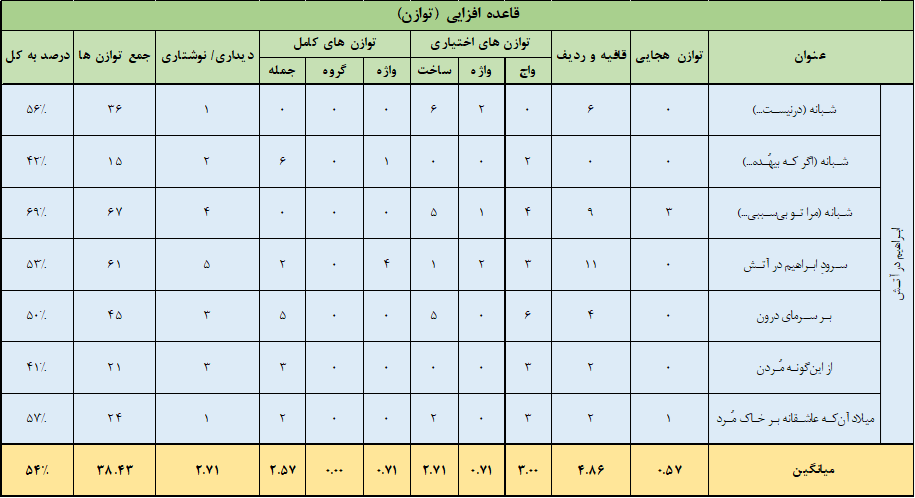 قاعده افزایی (توازن)
عنوان توازن هجایی قافیه و ردیف توازن های اختیاری توازن های کامل دیداری/ نوشتاری جمع توازن ها درصد به کل
واج واژه ساخت واژه گروه جمله
ابراهیم در آتش
شبانه (درنیست...) ۰ ۶ ۰ ۲ ۶ ۰ ۰ ۰ ۱ ۳۶ ۵۶٪
شبانه (اگر که بیهُده...) ۰ ۰ ۲ ۰ ۰ ۱ ۰ ۶ ۲ ۱۵ ۴۲٪
شبانه (مرا تو بی‌سببی...) ۳ ۹ ۴ ۱ ۵ ۰ ۰ ۰ ۴ ۶۷ ۶۹٪
سرودِ ابراهیم در آتش ۰ ۱۱ ۳ ۲ ۱ ۴ ۰ ۲ ۵ ۶۱ ۵۳٪
بر سرمای درون ۰ ۴ ۶ ۰ ۵ ۰ ۰ ۵ ۳ ۴۵ ۵۰٪
از این‌گونه مُردن ۰ ۲ ۳ ۰ ۰ ۰ ۰ ۳ ۳ ۲۱ ۴۱٪
میلاد آن‌که عاشقانه بر خاک مُرد ۱ ۲ ۳ ۰ ۲ ۰ ۰ ۲ ۱ ۲۴ ۵۷٪
میانگین ۰.۵۷ ۴.۸۶ ۳.۰۰ ۰.۷۱ ۲.۷۱ ۰.۷۱ ۰.۰۰ ۲.۵۷ ۲.۷۱ ۳۸.۴۳ ۵۴٪